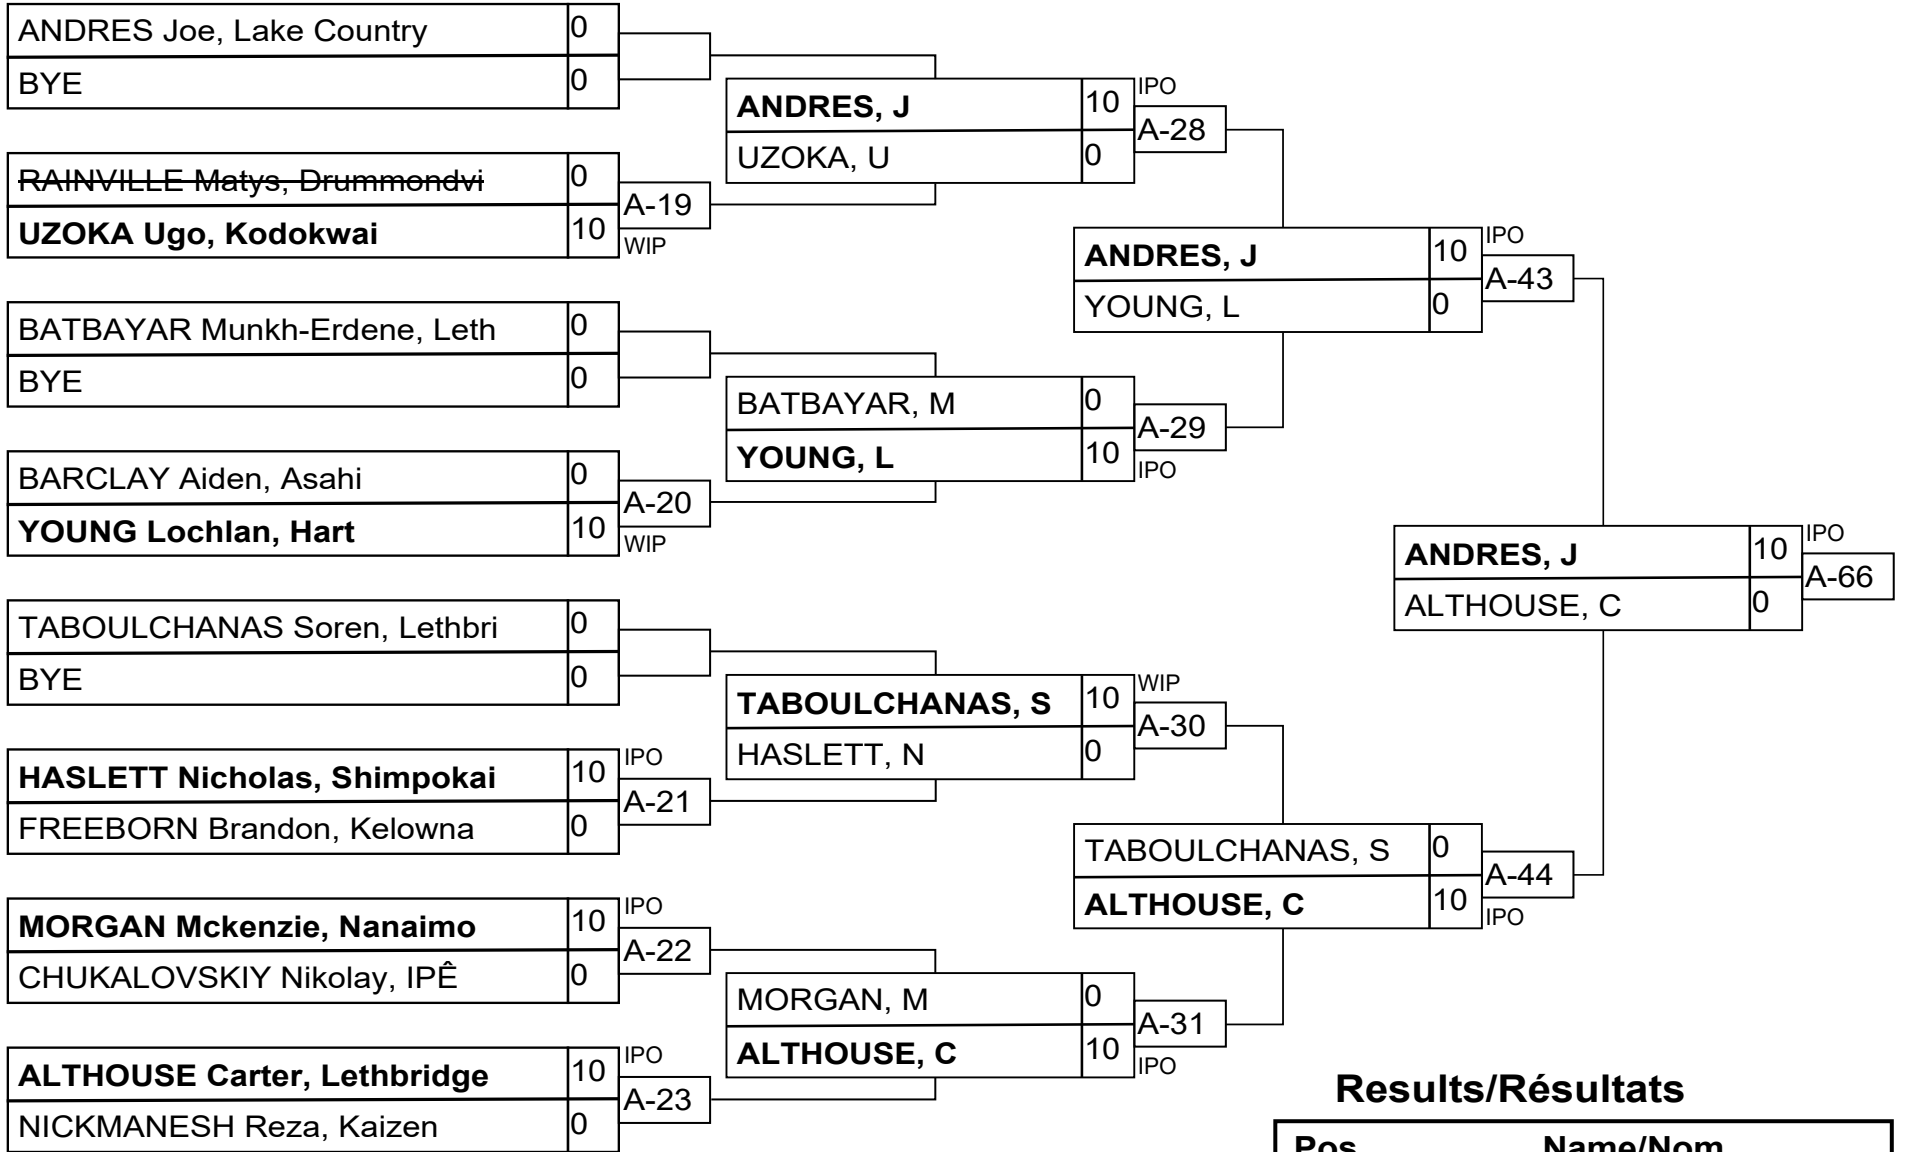 ANDRES Joe, Lake Country 0
BYE 0
RAINVILLE Matys, Drummondvi 0
A-19
UZOKA Ugo, Kodokwai 10
WIP
BATBAYAR Munkh-Erdene, Leth 0
BYE 0
BARCLAY Aiden, Asahi 0
A-20
YOUNG Lochlan, Hart 10
WIP
TABOULCHANAS Soren, Lethbri 0
BYE 0
HASLETT Nicholas, Shimpokai 10
IPO
A-21
FREEBORN Brandon, Kelowna 0
MORGAN Mckenzie, Nanaimo 10
IPO
A-22
CHUKALOVSKIY Nikolay, IPÊ 0
ALTHOUSE Carter, Lethbridge 10
IPO
A-23
NICKMANESH Reza, Kaizen 0
ANDRES, J 10
IPO
A-28
UZOKA, U 0
BATBAYAR, M 0
A-29
YOUNG, L 10
IPO
TABOULCHANAS, S 10
WIP
A-30
HASLETT, N 0
MORGAN, M 0
A-31
ALTHOUSE, C 10
IPO
ANDRES, J 10
IPO
A-43
YOUNG, L 0
TABOULCHANAS, S 0
A-44
ALTHOUSE, C 10
IPO
ANDRES, J 10
IPO
A-66
ALTHOUSE, C 0
Results/Résultats
Pos Name/Nom